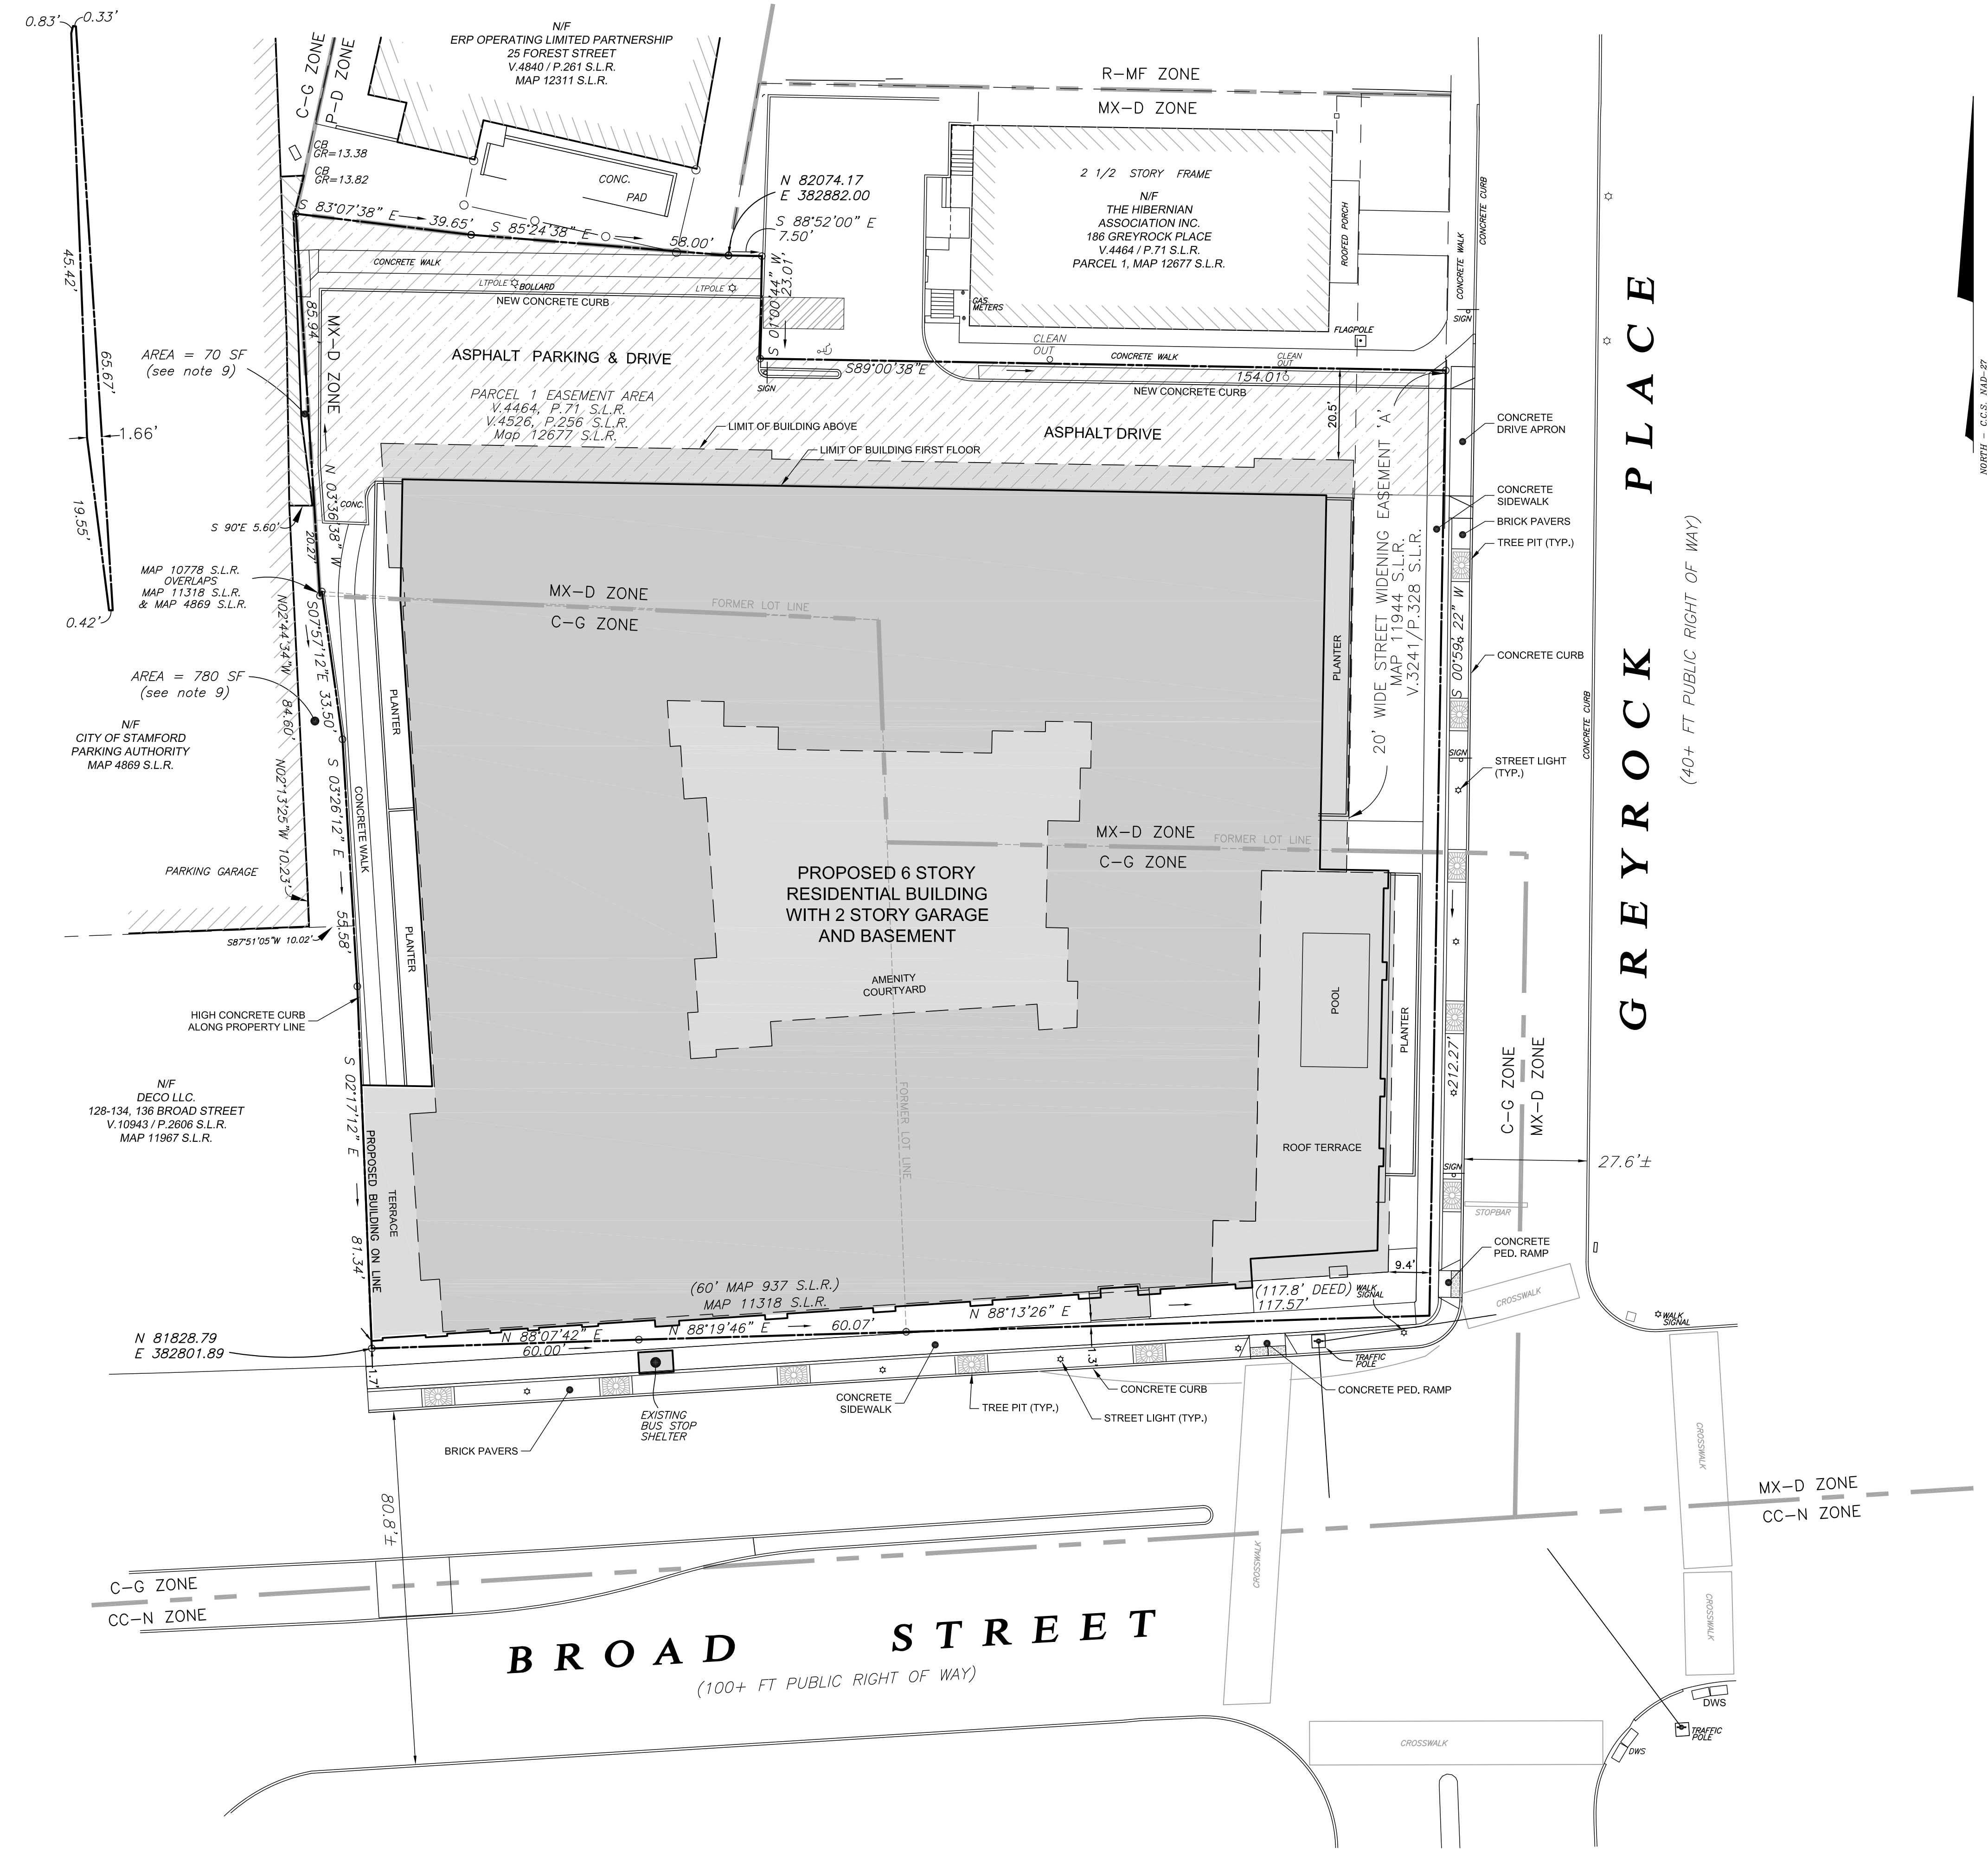 0.83'
0.33'
45.42'
65.67'
1.66'
19.55'
0.42'
C-G ZONE
P-D ZONE
N/F
ERP OPERATING LIMITED PARTNERSHIP
25 FOREST STREET
V.4840 / P.261 S.L.R.
MAP 12311 S.L.R.
CB
GR=13.38
CB
GR=13.82
CONC.
PAD
N 82074.17
E 382882.00
S 88°52'00" E
7.50'
S 83°07'38" E
39.65'
S 85°24'38" E
58.00'
R-MF ZONE
MX-D ZONE
2 1/2 STORY FRAME
N/F
THE HIBERNIAN
ASSOCIATION INC.
186 GREYROCK PLACE
V.4464 / P.71 S.L.R.
PARCEL 1, MAP 12677 S.L.R.
ROOFED PORCH
CONCRETE WALK
CONCRETE CURB
SIGN
GAS
METERS
FLAGPOLE
CLEAN
OUT
CONCRETE WALK
CLEAN
OUT
CONCRETE WALK
LTPOLE
BOLLARD
LTPOLE
NEW CONCRETE CURB
S 01°00'44" W
23.01'
85.94'
MX-D ZONE
AREA = 70 SF
(see note 9)
ASPHALT PARKING & DRIVE
PARCEL 1 EASEMENT AREA
V.4464, P.71 S.L.R.
V.4526, P.256 S.L.R.
Map 12677 S.L.R.
SIGN
S89°00'38"E
154.01'
NEW CONCRETE CURB
LIMIT OF BUILDING ABOVE
LIMIT OF BUILDING FIRST FLOOR
ASPHALT DRIVE
20.5'
20' WIDE STREET WIDENING EASEMENT 'A'
MAP 11944 S.L.R.
V.3241/P.328 S.L.R.
CONCRETE
DRIVE APRON
CONCRETE
SIDEWALK
BRICK PAVERS
TREE PIT (TYP.)
CONCRETE CURB
STREET LIGHT
(TYP.)
CONCRETE CURB
GREYROCK PLACE
(40+ FT PUBLIC RIGHT OF WAY)
NORTH - C.C.S. NAD-27
CONC.
N 03°36'38" W
S 90°E 5.60'
20.27'
MAP 10778 S.L.R.
OVERLAPS
MAP 11318 S.L.R.
& MAP 4869 S.L.R.
N02°44'34"W
84.60'
S07°57'12"E 33.50'
AREA = 780 SF
(see note 9)
N/F
CITY OF STAMFORD
PARKING AUTHORITY
MAP 4869 S.L.R.
N02°13'25"W 10.23'
PARKING GARAGE
S87°51'05"W 10.02'
S 03°26'12" E
55.58'
CONCRETE WALK
PLANTER
PLANTER
HIGH CONCRETE CURB
ALONG PROPERTY LINE
N/F
DECO LLC.
128-134, 136 BROAD STREET
V.10943 / P.2606 S.L.R.
MAP 11967 S.L.R.
S 02°17'12" E
81.34'
PROPOSED BUILDING ON LINE
TERRACE
MX-D ZONE
C-G ZONE
FORMER LOT LINE
PLANTER
MX-D ZONE
C-G ZONE
FORMER LOT LINE
PROPOSED 6 STORY
RESIDENTIAL BUILDING
WITH 2 STORY GARAGE
AND BASEMENT
AMENITY
COURTYARD
FORMER LOT LINE
POOL
PLANTER
ROOF TERRACE
S 00°59' 22" W
SIGN
212.27'
SIGN
C-G ZONE
MX-D ZONE
27.6'±
STOPBAR
CONCRETE
PED. RAMP
9.4'
CROSSWALK
WALK
SIGNAL
(60' MAP 937 S.L.R.)
MAP 11318 S.L.R.
(117.8' DEED)
117.57'
WALK
SIGNAL
N 81828.79
E 382801.89
N 88°07'42" E
60.00'
N 88°19'46" E
60.07'
N 88°13'26" E
1.7'
1.3'
TRAFFIC
POLE
CONCRETE PED. RAMP
CONCRETE CURB
TREE PIT (TYP.)
STREET LIGHT (TYP.)
CONCRETE
SIDEWALK
EXISTING
BUS STOP
SHELTER
BRICK PAVERS
80.8'±
CROSSWALK
CROSSWALK
MX-D ZONE
CC-N ZONE
C-G ZONE
CC-N ZONE
CROSSWALK
BROAD STREET
(100+ FT PUBLIC RIGHT OF WAY)
DWS
TRAFFIC
POLE
DWS
CROSSWALK